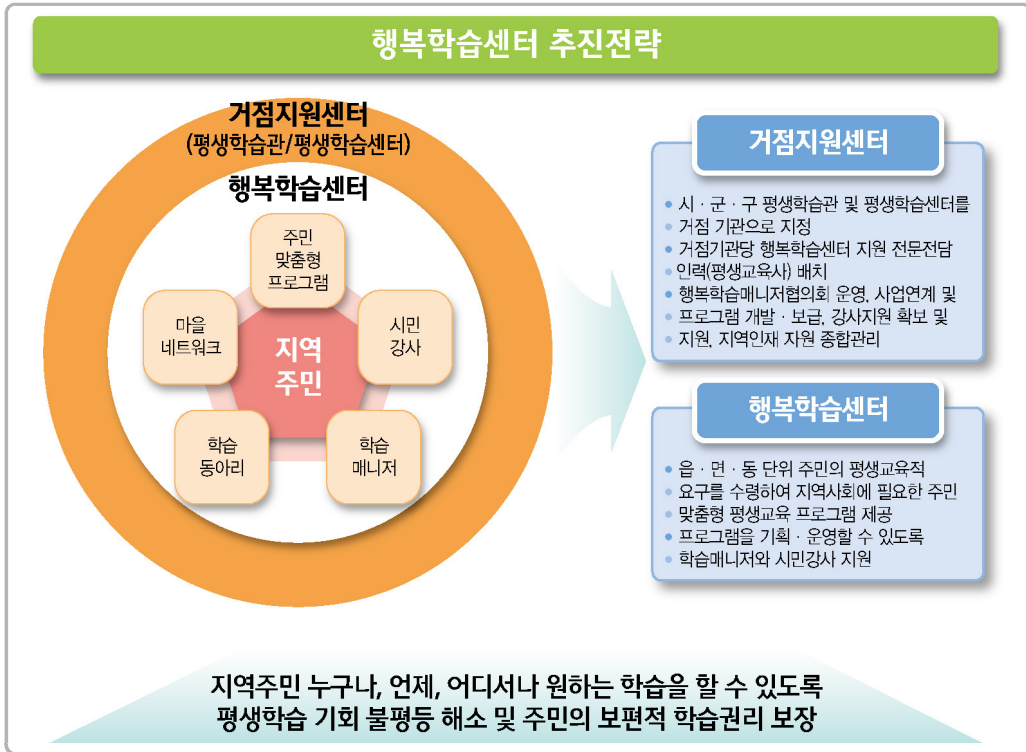 행복학습센터 추진전략
거점지원센터
(평생학습관/평생학습센터)
행복학습센터
주민
맞춤형
프로그램
마을
네트워크
시민
강사
지역
주민
학습
동아리
학습
매니저
거점지원센터
시 · 군 · 구 평생학습관 및 평생학습센터를
거점 기관으로 지정
거점기관당 행복학습센터 지원 전문전담
인력(평생교육사) 배치
행복학습매니저협의회 운영, 사업연계 및
프로그램 개발 · 보급, 강사지원 확보 및
지원, 지역인재 자원 종합관리
행복학습센터
읍 · 면 · 동 단위 주민의 평생교육적
요구를 수령하여 지역사회에 필요한 주민
맞춤형 평생교육 프로그램 제공
프로그램을 기획 · 운영할 수 있도록
학습매니저와 시민강사 지원
지역주민 누구나, 언제, 어디서나 원하는 학습을 할 수 있도록
평생학습 기회 불평등 해소 및 주민의 보편적 학습권리 보장